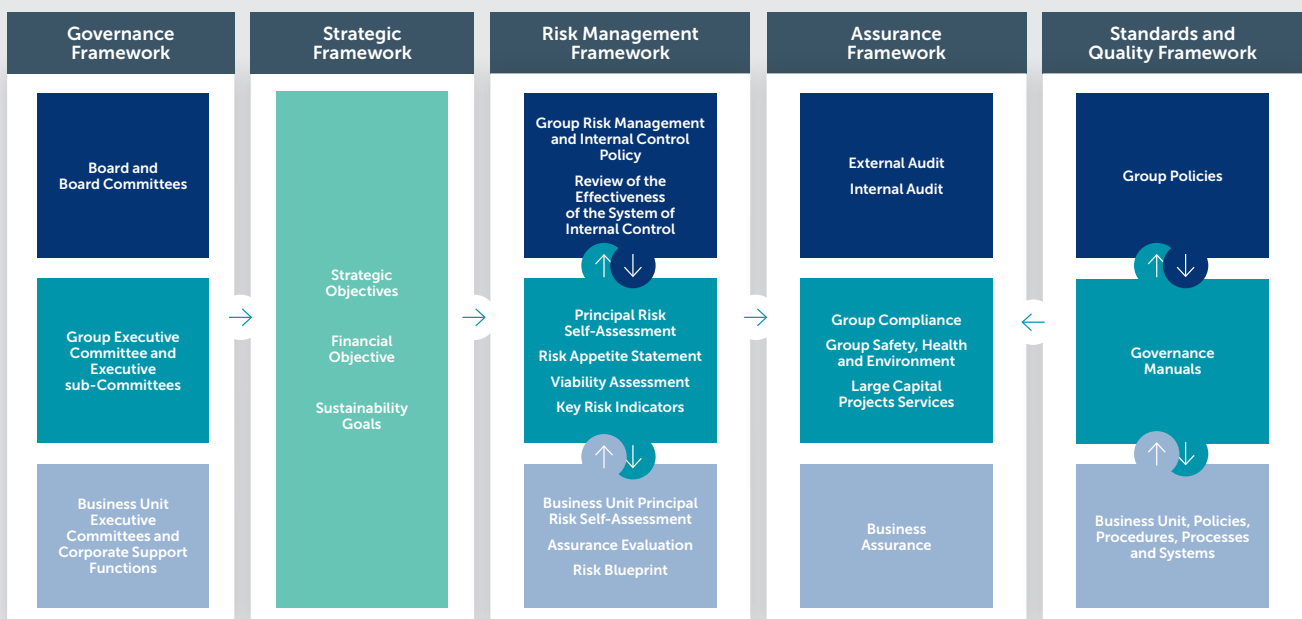 Governance
Framework
Board and
Board Committees
Group Executive
Committee and
Executive
sub-Committees
Business Unit
Executive
Committees and
Corporate Support
Functions
Strategic
Framework
Strategic
Objectives
Financial
Objective
Sustainability
Goals
Risk Management
Framework
Group Risk Management
and Internal Control
Policy
Review of the
Effectiveness
of the System of
Internal Control
Principal Risk
Self-Assessment
Risk Appetite Statement
Viability Assessment
Key Risk Indicators
Business Unit Principal
Risk Self-Assessment
Assurance Evaluation
Risk Blueprint
Assurance
Framework
External Audit
Internal Audit
Group Compliance
Group Safety, Health
and Environment
Large Capital
Projects Services
Business
Assurance
Standards and
Quality Framework
Group Policies
Governance
Manuals
Business Unit, Policies,
Procedures, Processes
and Systems